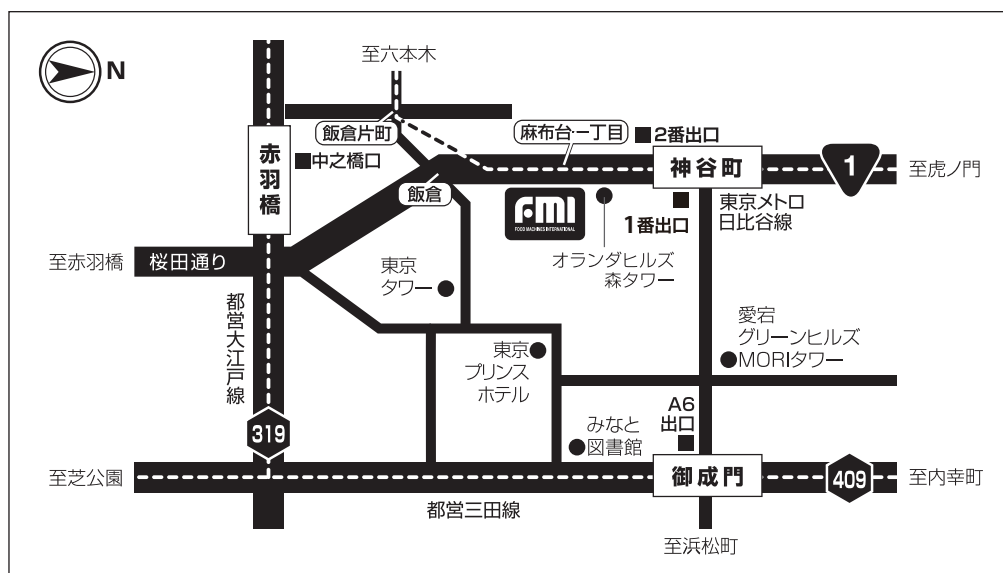 N
至六本木
飯倉片町
麻布台一丁目
2番出口
赤羽橋
中之橋口
神谷町
1
至虎ノ門
飯倉
FMI
FOOD MACHINES INTERNATIONAL
1番出口
東京メトロ
日比谷線
至赤羽橋
桜田通り
東京
タワー
オランダヒルズ
森タワー
都営大江戸線
愛宕
グリーンヒルズ
MORIタワー
東京
プリンス
ホテル
A6
出口
319
みなと
図書館
至芝公園
御成門
409
至内幸町
都営三田線
至浜松町